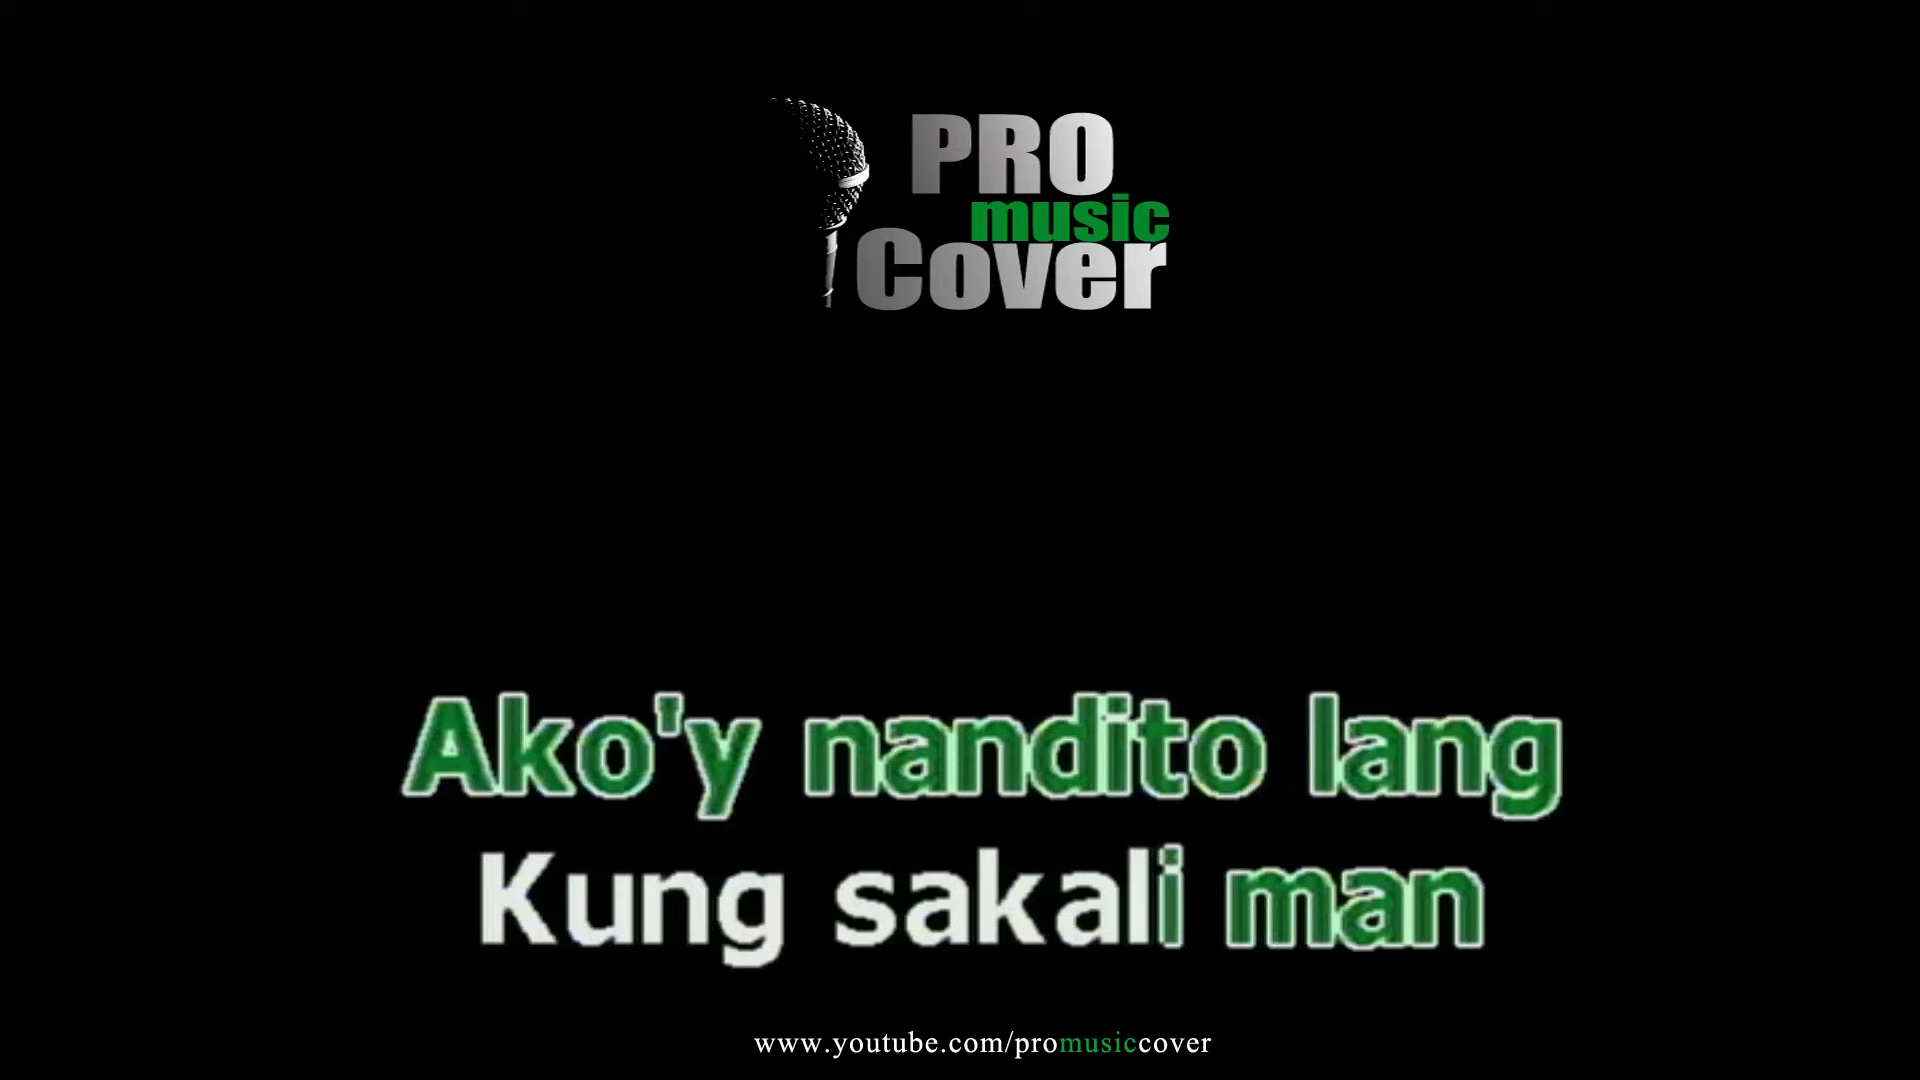 PRO
music
Cover
Ako'y nandito lang
Kung sakali man
www.youtube.com/promusiccover